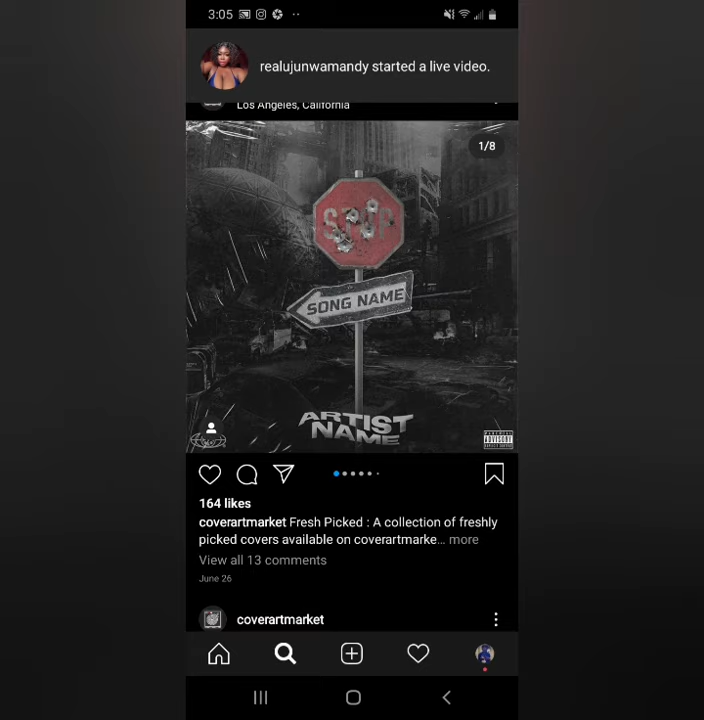 3:05
realujunwamandy started a live video.
Los Angeles, California
1/8
STOP
SONG NAME
ARTIST
NAME
ADVISORY
164 likes
coverartmarket Fresh Picked : A collection of freshly
picked covers available on coverartmarke... more
View all 13 comments
June 26
coverartmarket